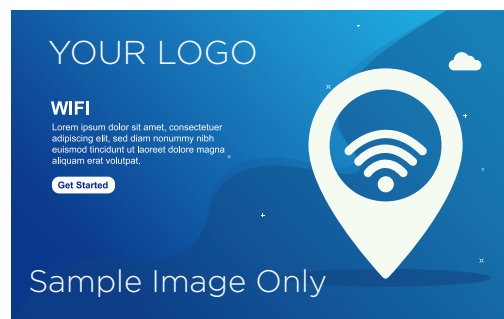 YOUR LOGO
WIFI
Lorem ipsum dolor sit amet, consectetuer
adipiscing elit, sed diam nonummy nibh
euismod tincidunt ut laoreet dolore magna
aliquam erat volutpat.
Get Started
Sample Image Only